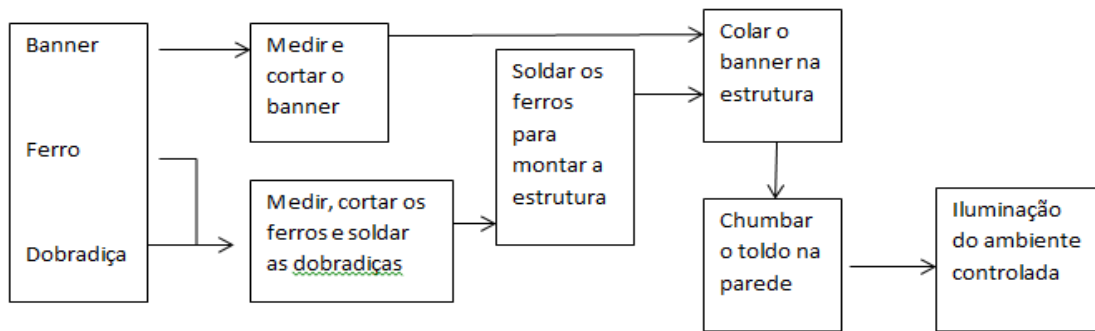 Banner
Ferro
Dobradiça
Medir e
cortar o
banner
Medir, cortar os
ferros e soldar
as dobradiças
Soldar os
ferros
para
montar a
estrutura
Colar o
banner na
estrutura
Chumbar
o toldo na
parede
Iluminação
do ambiente
controlada